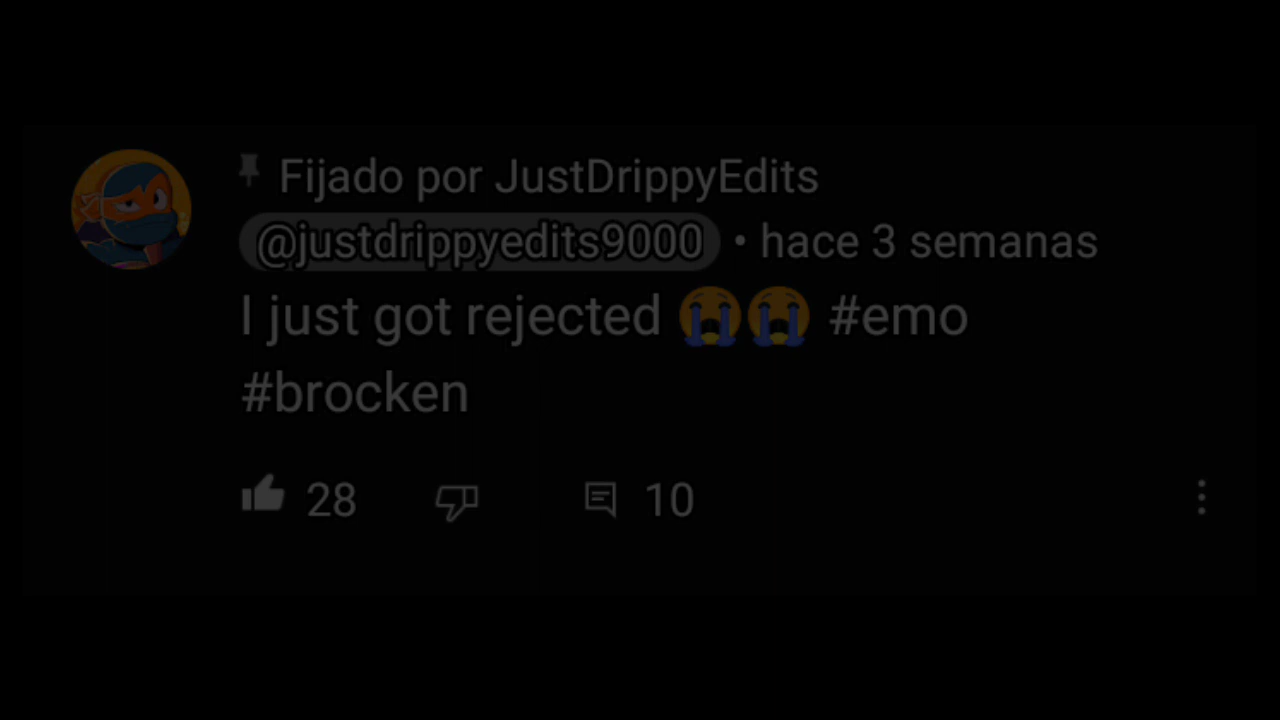 Fijado por JustDrippyEdits
@justdrippyedits9000 • hace 3 semanas
I just got rejected 😭😭 #emo
#brocken
28 10